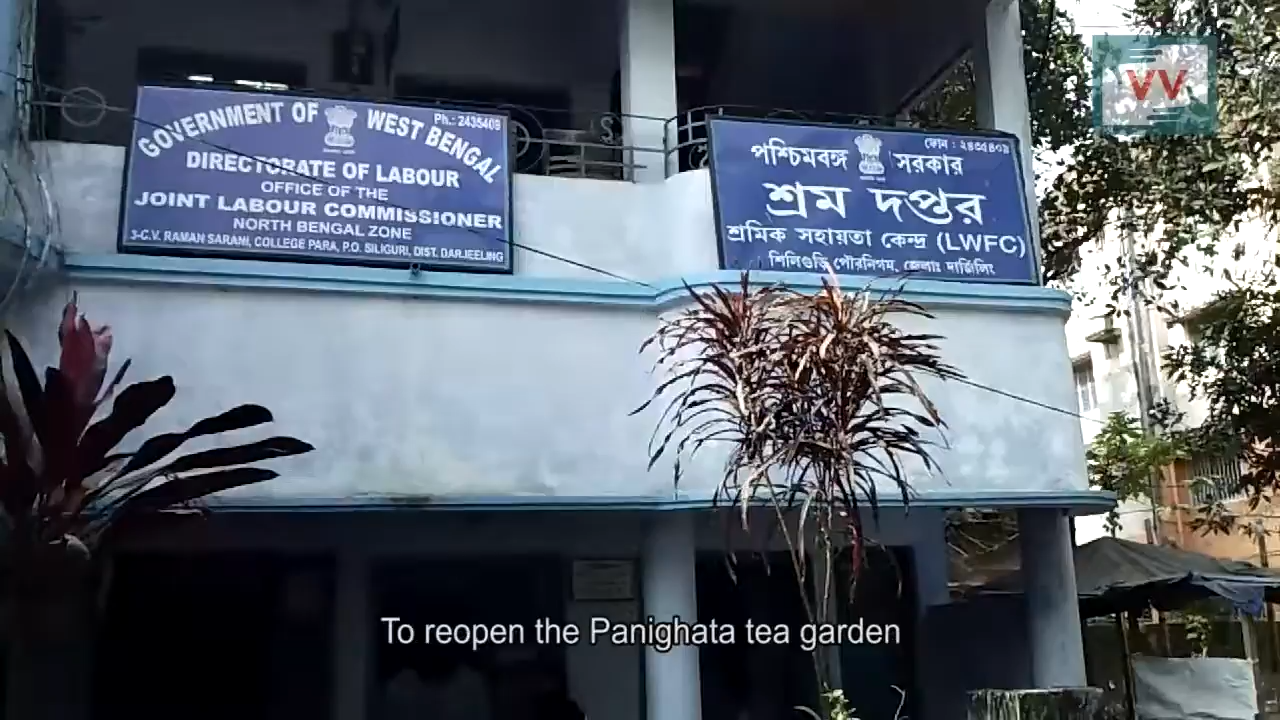 GOVERNMENT OF WEST BENGAL
Ph.: 2435409
DIRECTORATE OF LABOUR
OFFICE OF THE
JOINT LABOUR COMMISSIONER
NORTH BENGAL ZONE
3-C.V. RAMAN SARANI, COLLEGE PARA, P.O. SILIGURI, DIST. DARJEELING
ফোন : ২৪৩৫৪০৯
পশ্চিমবঙ্গ সরকার
শ্রম দপ্তর
শ্রমিক সহায়তা কেন্দ্র (LWFC)
শিলিগুড়ি পৌরনিগম, জেলাঃ দার্জিলিং
VV
To reopen the Panighata tea garden